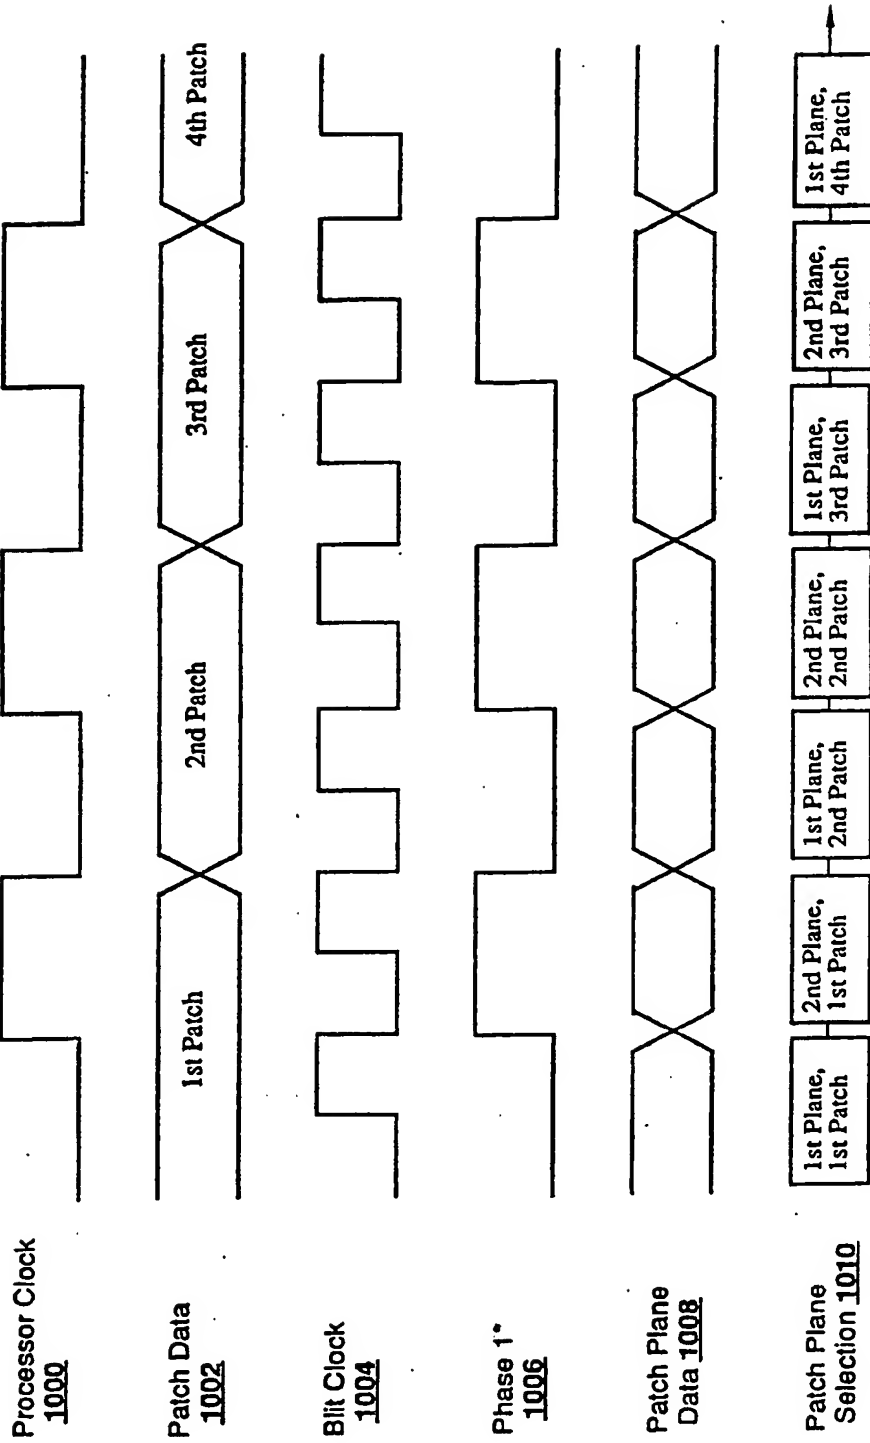 Processor Clock
1000
Patch Data
1002
1st Patch
2nd Patch
3rd Patch
4th Patch
Blit Clock
1004
Phase 1*
1006
Patch Plane
Data 1008
Patch Plane
Selection 1010
1st Plane,
1st Patch
2nd Plane,
1st Patch
1st Plane,
2nd Patch
2nd Plane,
2nd Patch
1st Plane,
3rd Patch
2nd Plane,
3rd Patch
1st Plane,
4th Patch